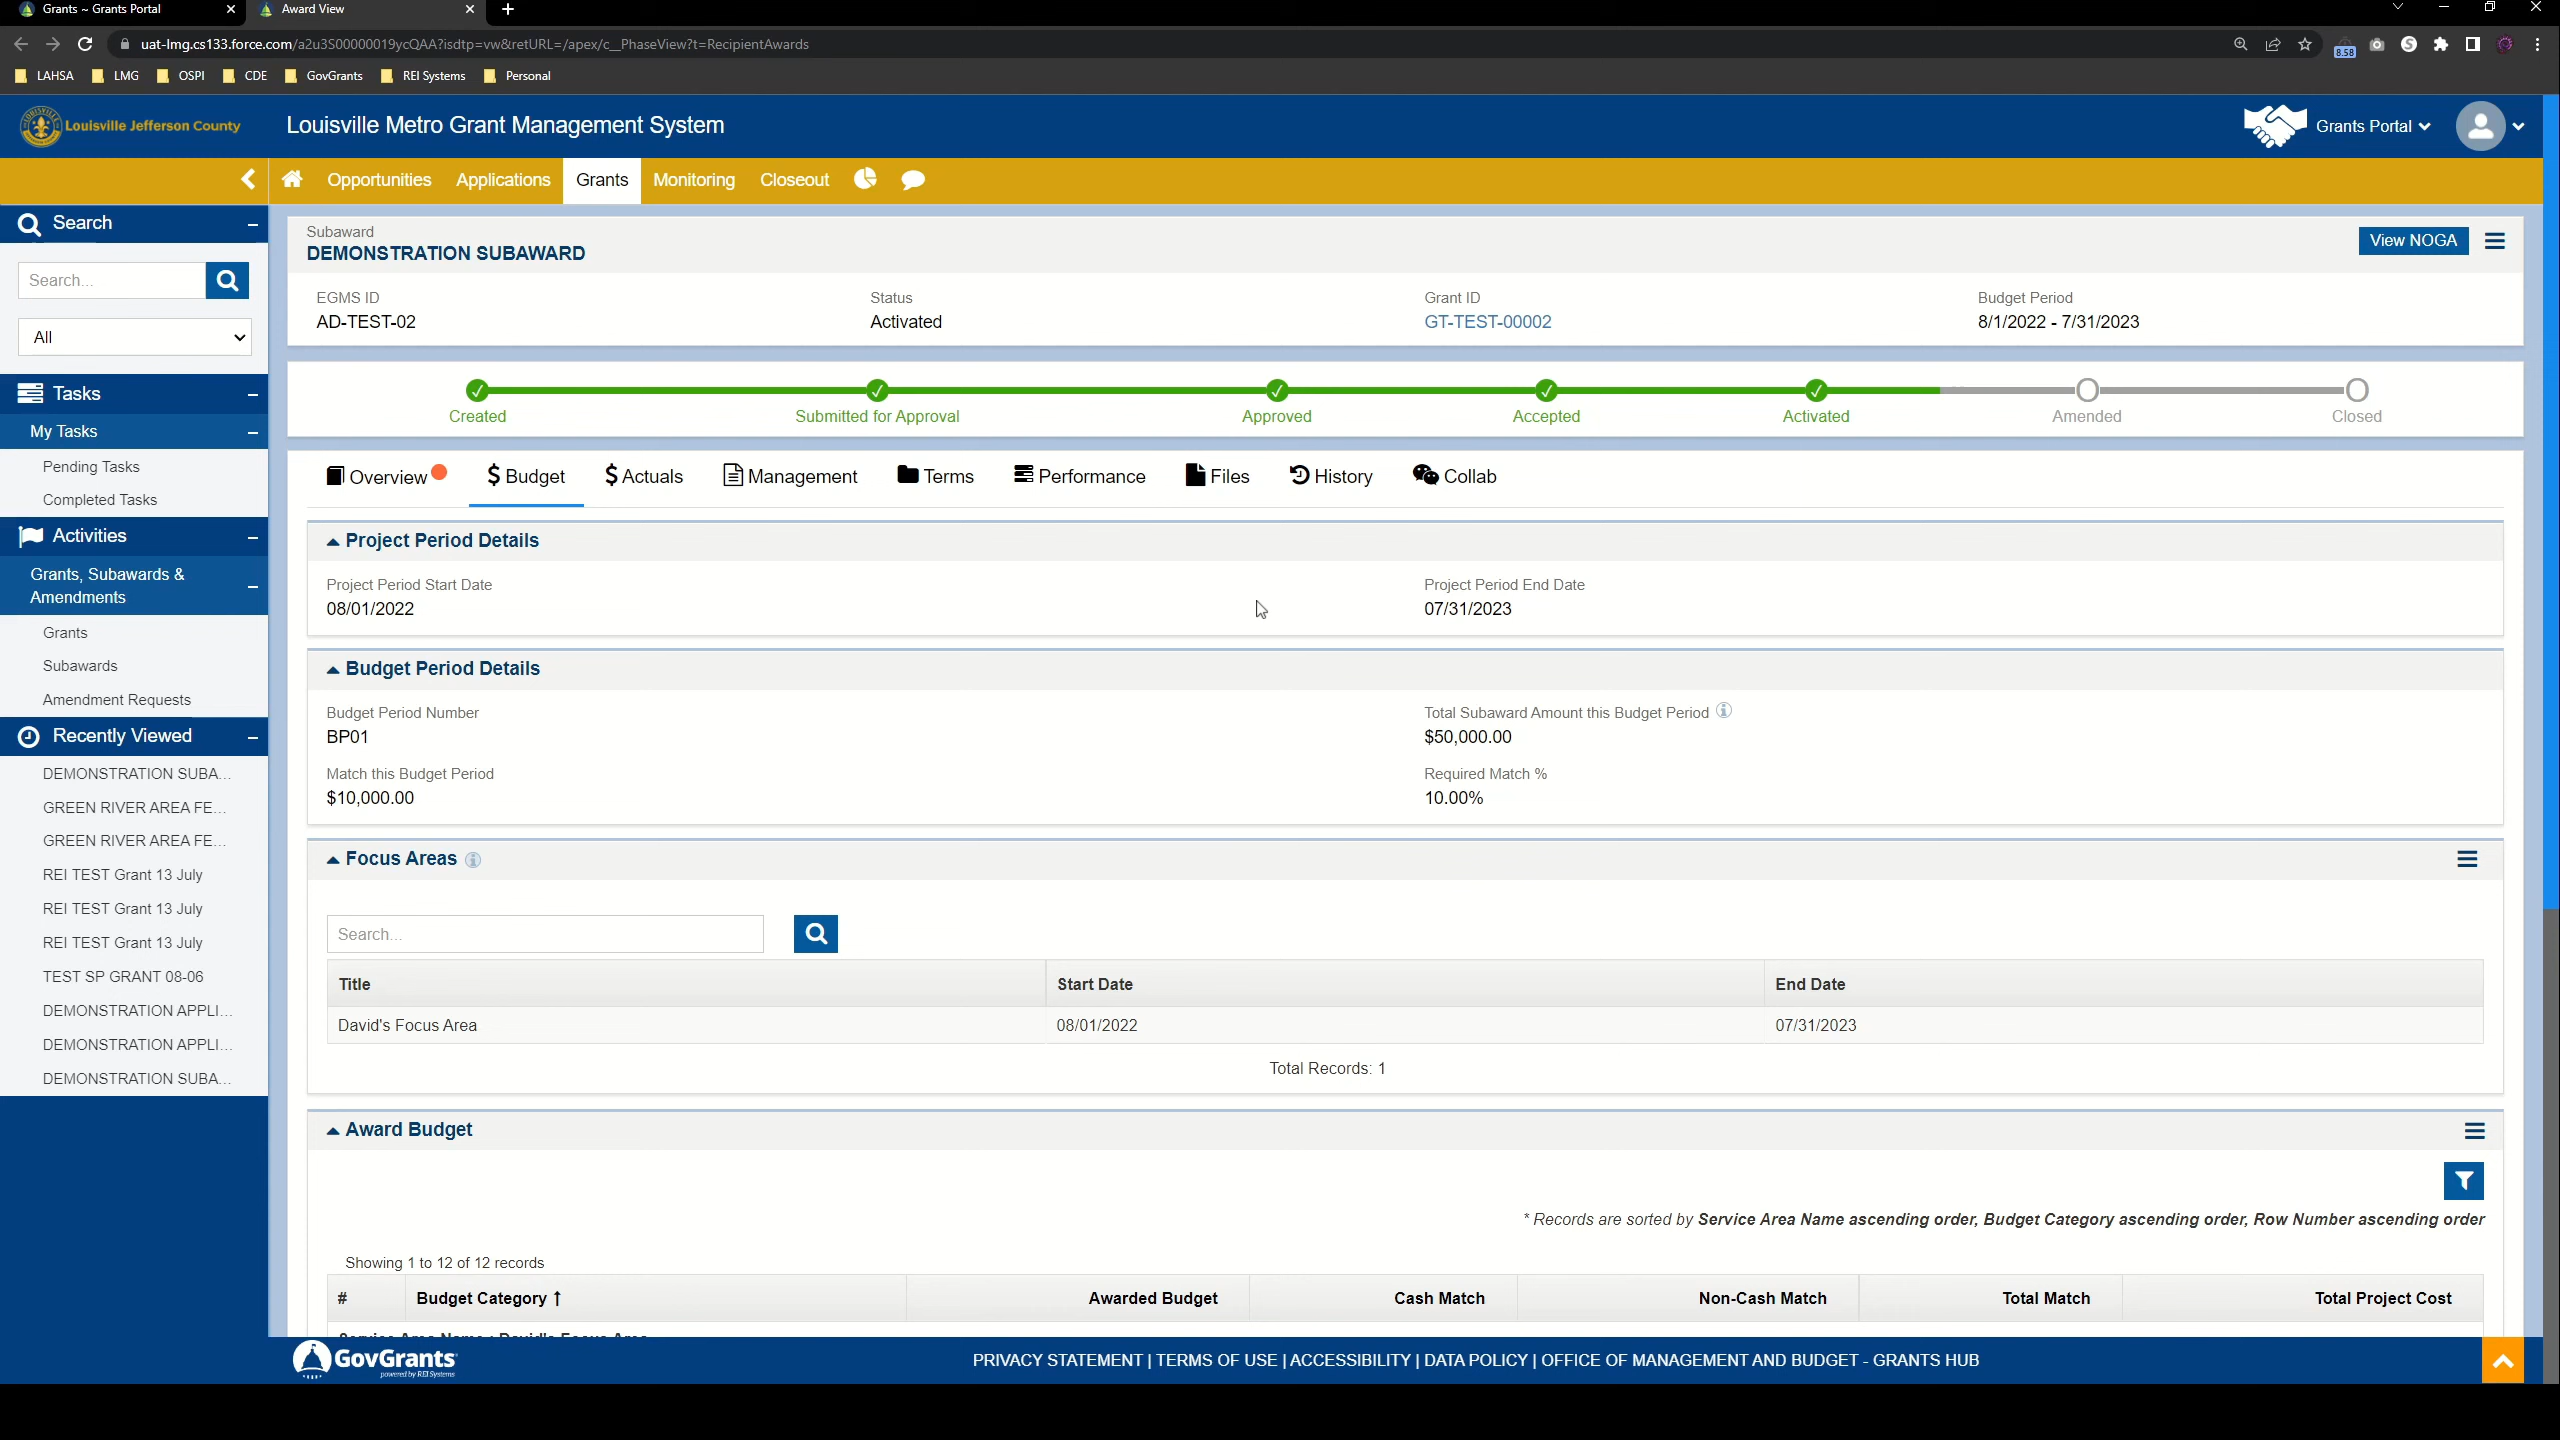 Grants ~ Grants Portal
Award View
uat-lmg.cs133.force.com/a2u3S00000019ycQAA?isdtp=vw&retURL=/apex/c__PhaseView?t=RecipientAwards
8.58
LAHSA LMG OSPI CDE GovGrants REI Systems Personal
Louisville Jefferson County
Louisville Metro Grant Management System
Grants Portal
Opportunities Applications Grants Monitoring Closeout
Search
Search...
All
Tasks
My Tasks
Pending Tasks
Completed Tasks
Activities
Grants, Subawards &
Amendments
Grants
Subawards
Amendment Requests
Recently Viewed
DEMONSTRATION SUBA...
GREEN RIVER AREA FE...
GREEN RIVER AREA FE...
REI TEST Grant 13 July
REI TEST Grant 13 July
REI TEST Grant 13 July
TEST SP GRANT 08-06
DEMONSTRATION APPLI...
DEMONSTRATION APPLI...
DEMONSTRATION SUBA...
Subaward
DEMONSTRATION SUBAWARD
View NOGA
EGMS ID Status Grant ID Budget Period
AD-TEST-02 Activated GT-TEST-00002 8/1/2022 - 7/31/2023
Created Submitted for Approval Approved Accepted Activated Amended Closed
Overview $ Budget $ Actuals Management Terms Performance Files History Collab
Project Period Details
Project Period Start Date Project Period End Date
08/01/2022 07/31/2023
Budget Period Details
Budget Period Number Total Subaward Amount this Budget Period
BP01 $50,000.00
Match this Budget Period Required Match %
$10,000.00 10.00%
Focus Areas
Search...
Title Start Date End Date
David's Focus Area 08/01/2022 07/31/2023
Total Records: 1
Award Budget
* Records are sorted by Service Area Name ascending order, Budget Category ascending order, Row Number ascending order
Showing 1 to 12 of 12 records
# Budget Category ↑ Awarded Budget Cash Match Non-Cash Match Total Match Total Project Cost
Service Area Name : David's Focus Area
GovGrants
powered by REI Systems
PRIVACY STATEMENT | TERMS OF USE | ACCESSIBILITY | DATA POLICY | OFFICE OF MANAGEMENT AND BUDGET - GRANTS HUB